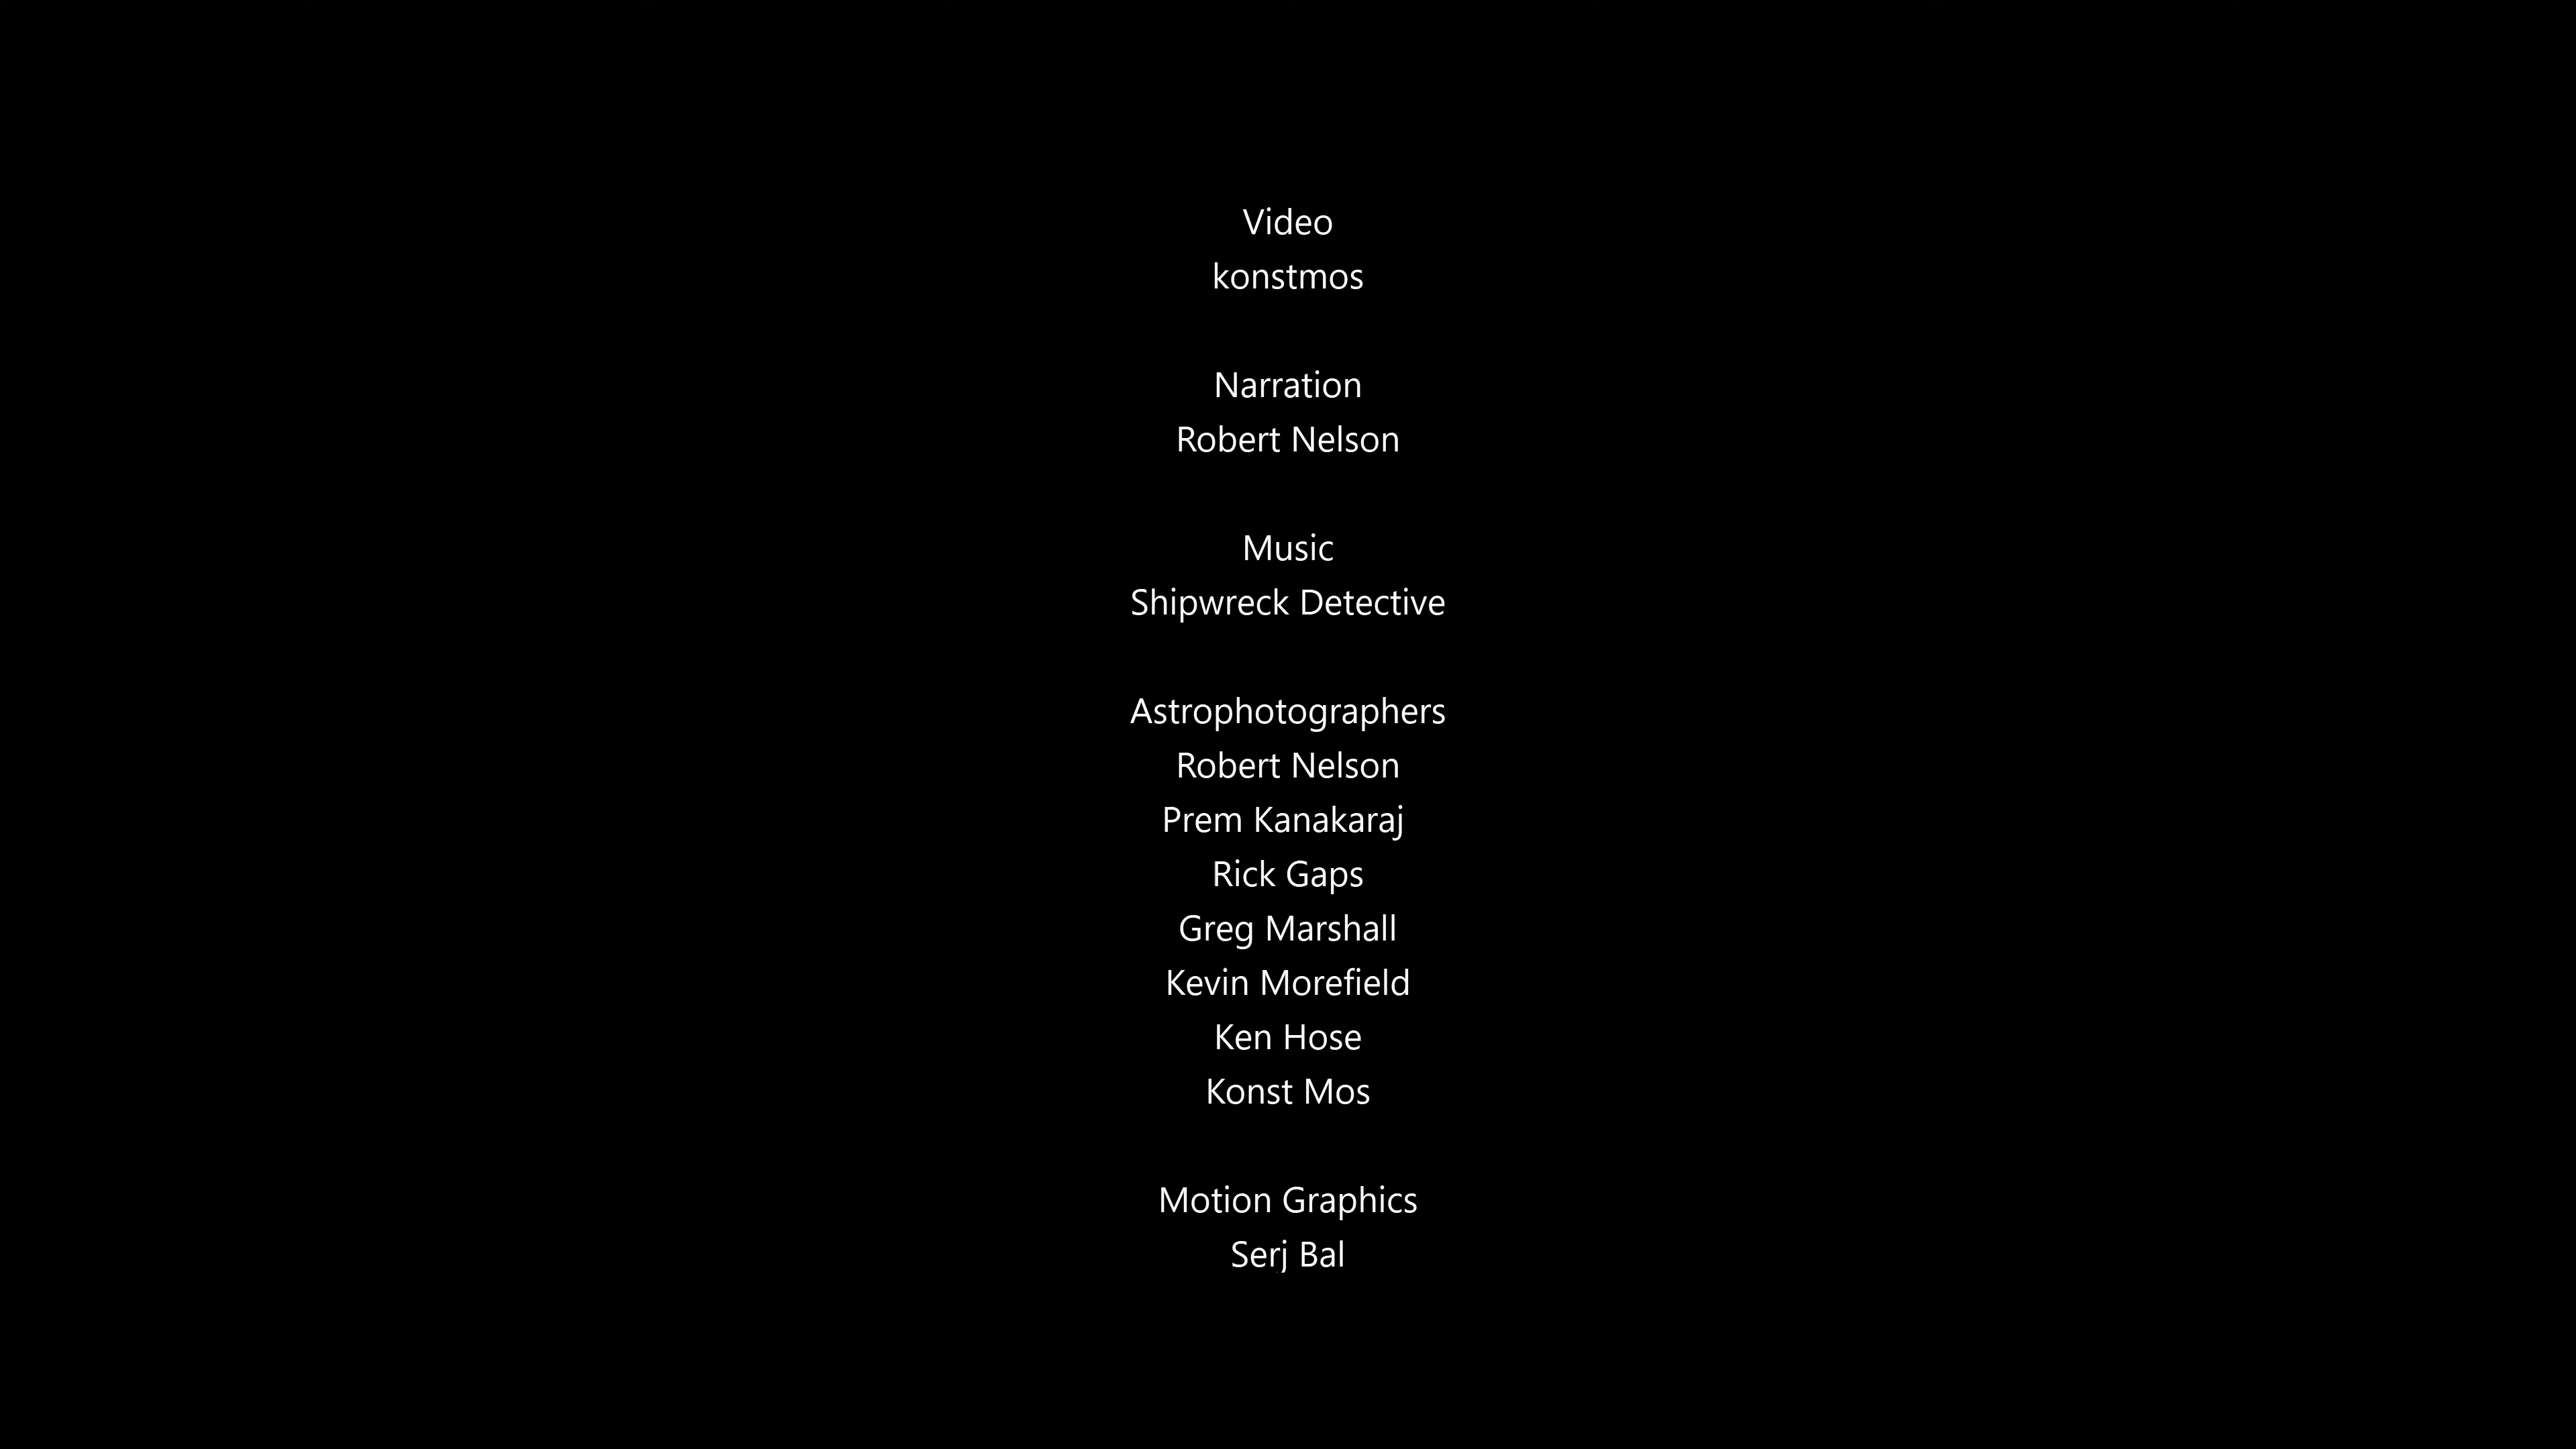 Video
konstmos
Narration
Robert Nelson
Music
Shipwreck Detective
Astrophotographers
Robert Nelson
Prem Kanakaraj
Rick Gaps
Greg Marshall
Kevin Morefield
Ken Hose
Konst Mos
Motion Graphics
Serj Bal